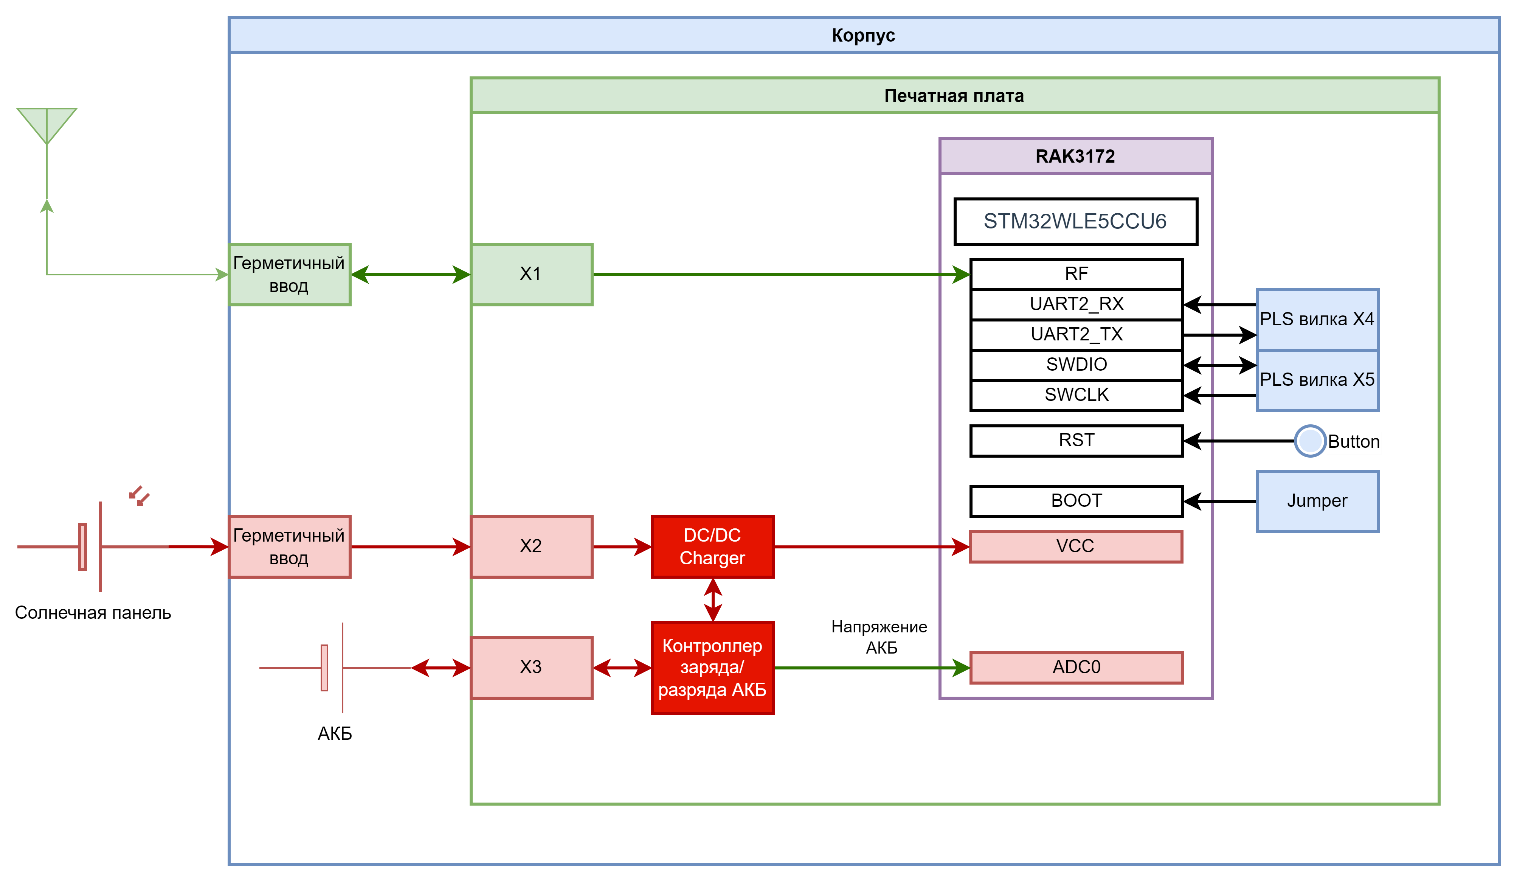 Корпус
Печатная плата
RAK3172
STM32WLE5CCU6
Герметичный
ввод
X1
RF
UART2_RX
UART2_TX
SWDIO
SWCLK
PLS вилка X4
PLS вилка X5
RST
Button
BOOT
Jumper
Герметичный
ввод
X2
DC/DC
Charger
VCC
Солнечная панель
X3
Контроллер
заряда/
разряда АКБ
Напряжение
АКБ
ADC0
АКБ